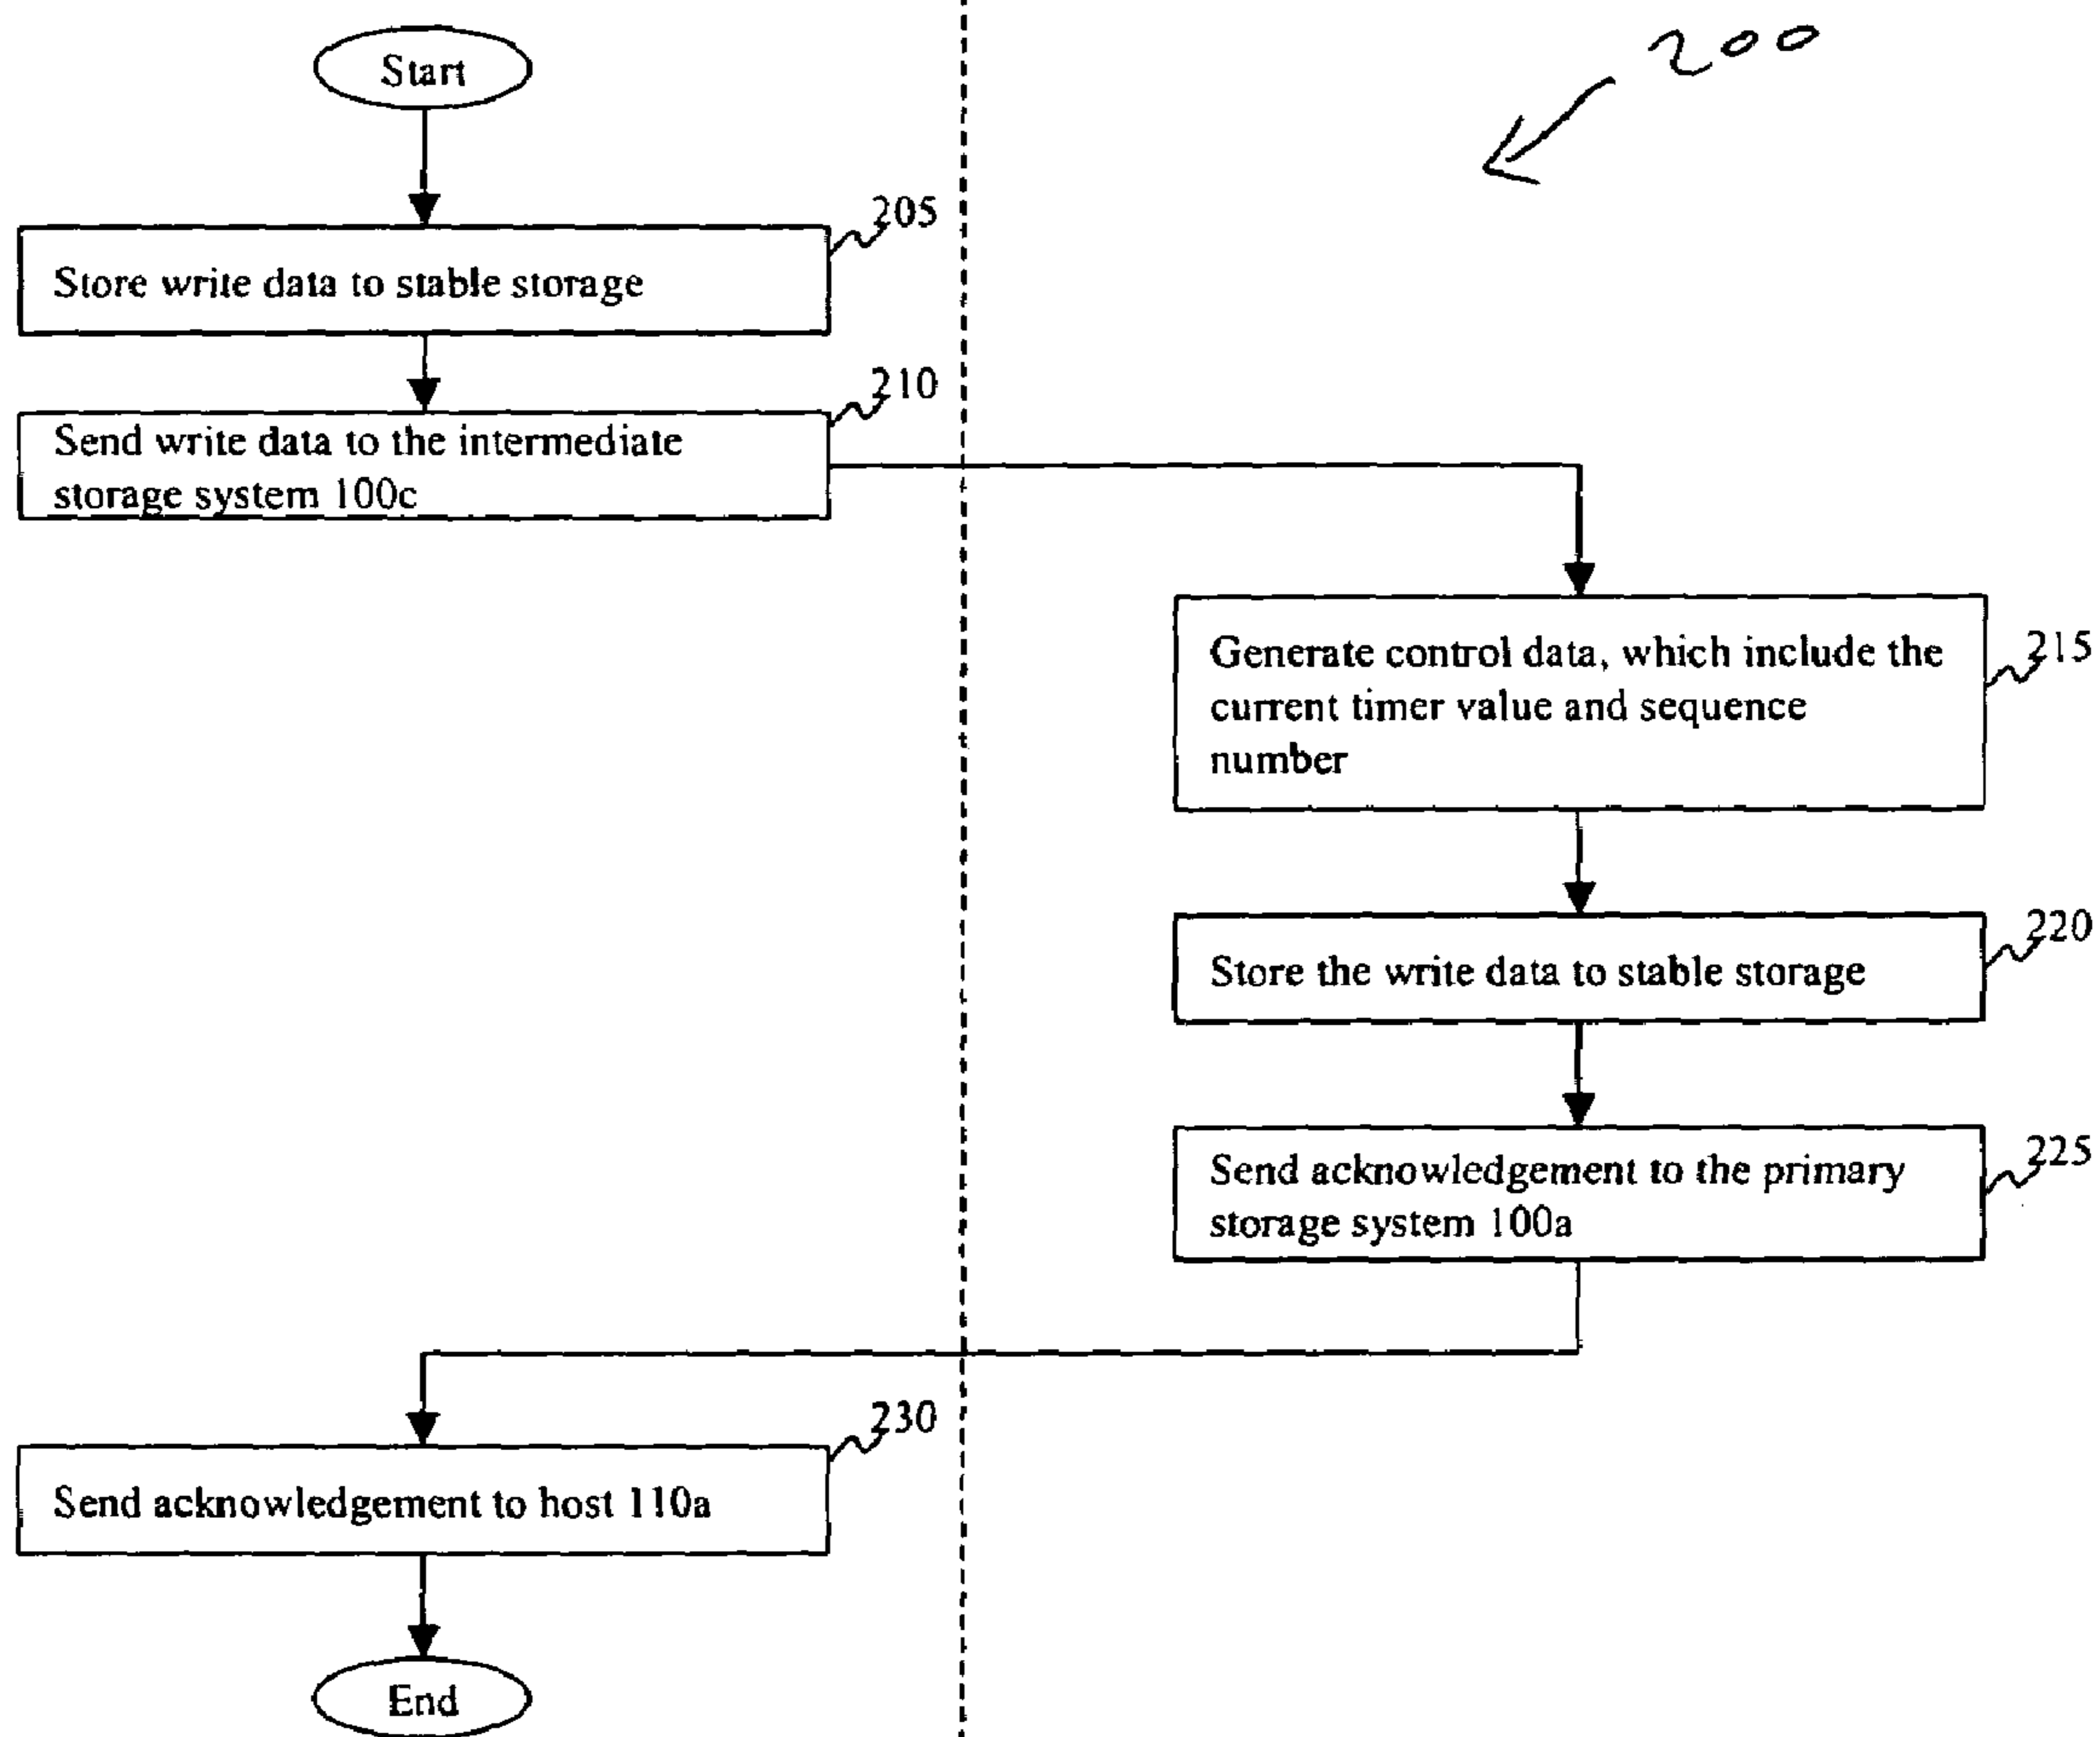 200
Start
205
Store write data to stable storage
210
Send write data to the intermediate
storage system 100c
215
Generate control data, which include the
current timer value and sequence
number
220
Store the write data to stable storage
225
Send acknowledgement to the primary
storage system 100a
230
Send acknowledgement to host 110a
End